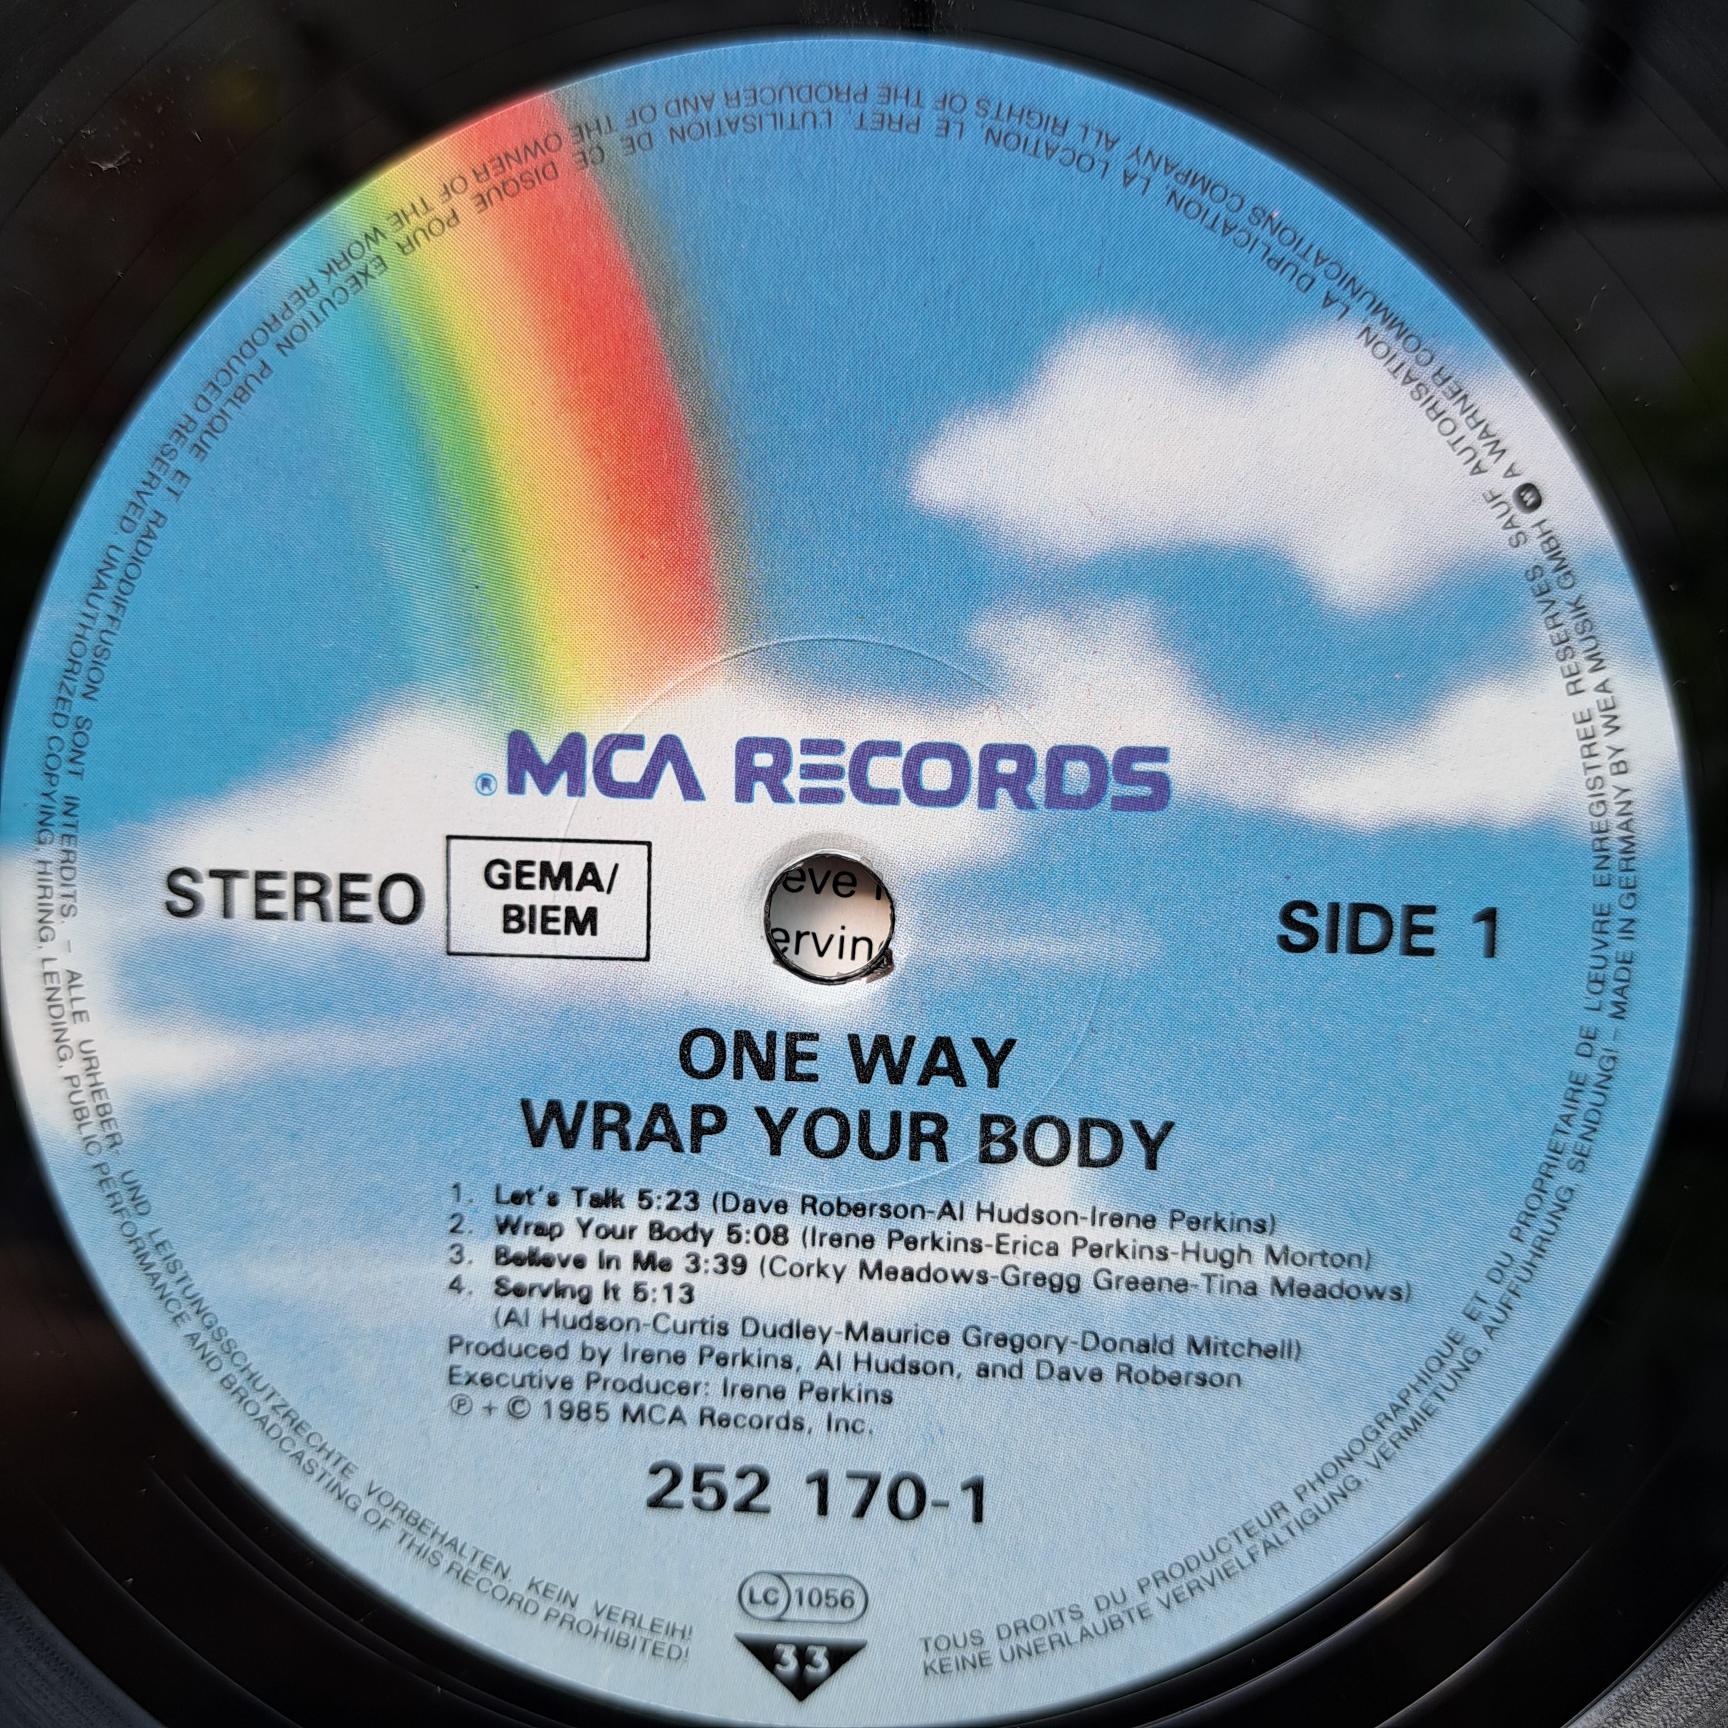 ® MCA RECORDS
STEREO
GEMA/
BIEM
eve
ervin
SIDE 1
ONE WAY
WRAP YOUR BODY
1. Let's Talk 5:23 (Dave Roberson-Al Hudson-Irene Perkins)
2. Wrap Your Body 5:08 (Irene Perkins-Erica Perkins-Hugh Morton)
3. Believe In Me 3:39 (Corky Meadows-Gregg Greene-Tina Meadows)
4. Serving It 5:13
(Al Hudson-Curtis Dudley-Maurice Gregory-Donald Mitchell)
Produced by Irene Perkins, Al Hudson, and Dave Roberson
Executive Producer: Irene Perkins
℗ + © 1985 MCA Records, Inc.
252 170-1
LC 1056
33
TOUS DROITS DU PRODUCTEUR PHONOGRAPHIQUE ET DU PROPRIETAIRE DE L'ŒUVRE ENREGISTREE RESERVES SAUF AUTORISATION, LA DUPLICATION, LA LOCATION, LE PRET, L'UTILISATION DE CE DISQUE POUR EXECUTION PUBLIQUE ET RADIODIFFUSION SONT INTERDITS. – ALLE URHEBER- UND LEISTUNGSSCHUTZRECHTE VORBEHALTEN. KEIN VERLEIH!
KEINE UNERLAUBTE VERVIELFÄLTIGUNG, VERMIETUNG, AUFFÜHRUNG, SENDUNG! – MADE IN GERMANY BY WEA MUSIK GMBH A WARNER COMMUNICATIONS COMPANY ALL RIGHTS OF THE PRODUCER AND OF THE OWNER OF THE WORK REPRODUCED RESERVED. UNAUTHORIZED COPYING, HIRING, LENDING, PUBLIC PERFORMANCE AND BROADCASTING OF THIS RECORD PROHIBITED!